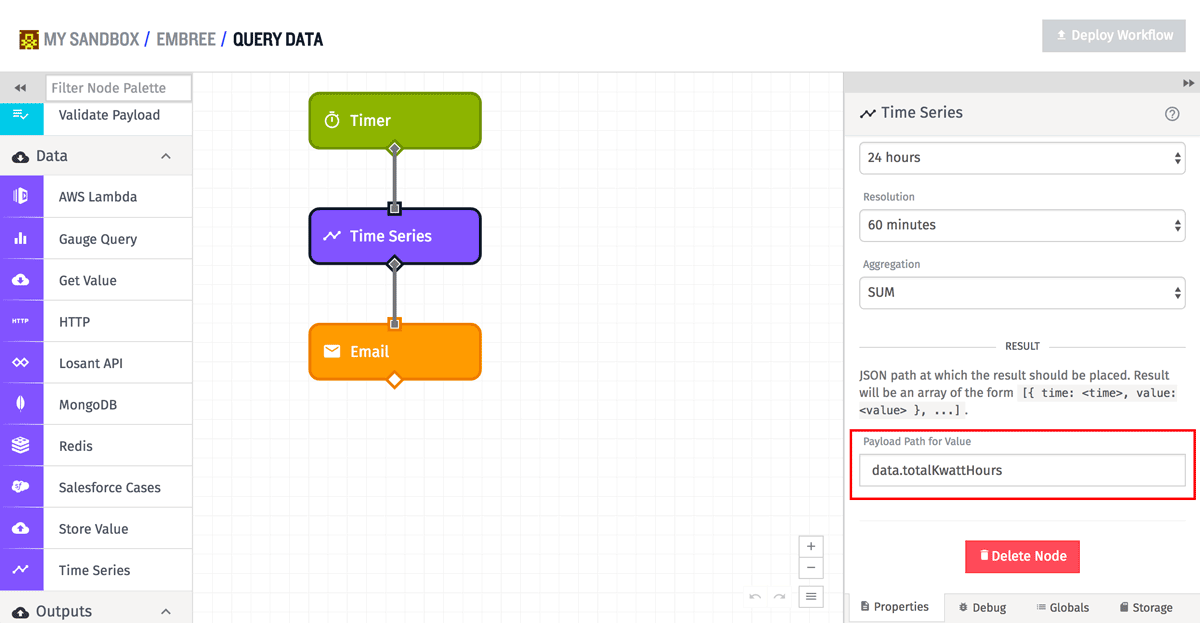 MY SANDBOX / EMBREE / QUERY DATA
Deploy Workflow
Filter Node Palette
Validate Payload
Data
AWS Lambda
Gauge Query
Get Value
HTTP
HTTP
Losant API
MongoDB
Redis
Salesforce Cases
Store Value
Time Series
Outputs
Timer
Time Series
Email
Time Series
24 hours
Resolution
60 minutes
Aggregation
SUM
RESULT
JSON path at which the result should be placed. Result
will be an array of the form [{ time: <time>, value:
<value> }, ...] .
Payload Path for Value
data.totalKwattHours
Delete Node
Properties
Debug
Globals
Storage